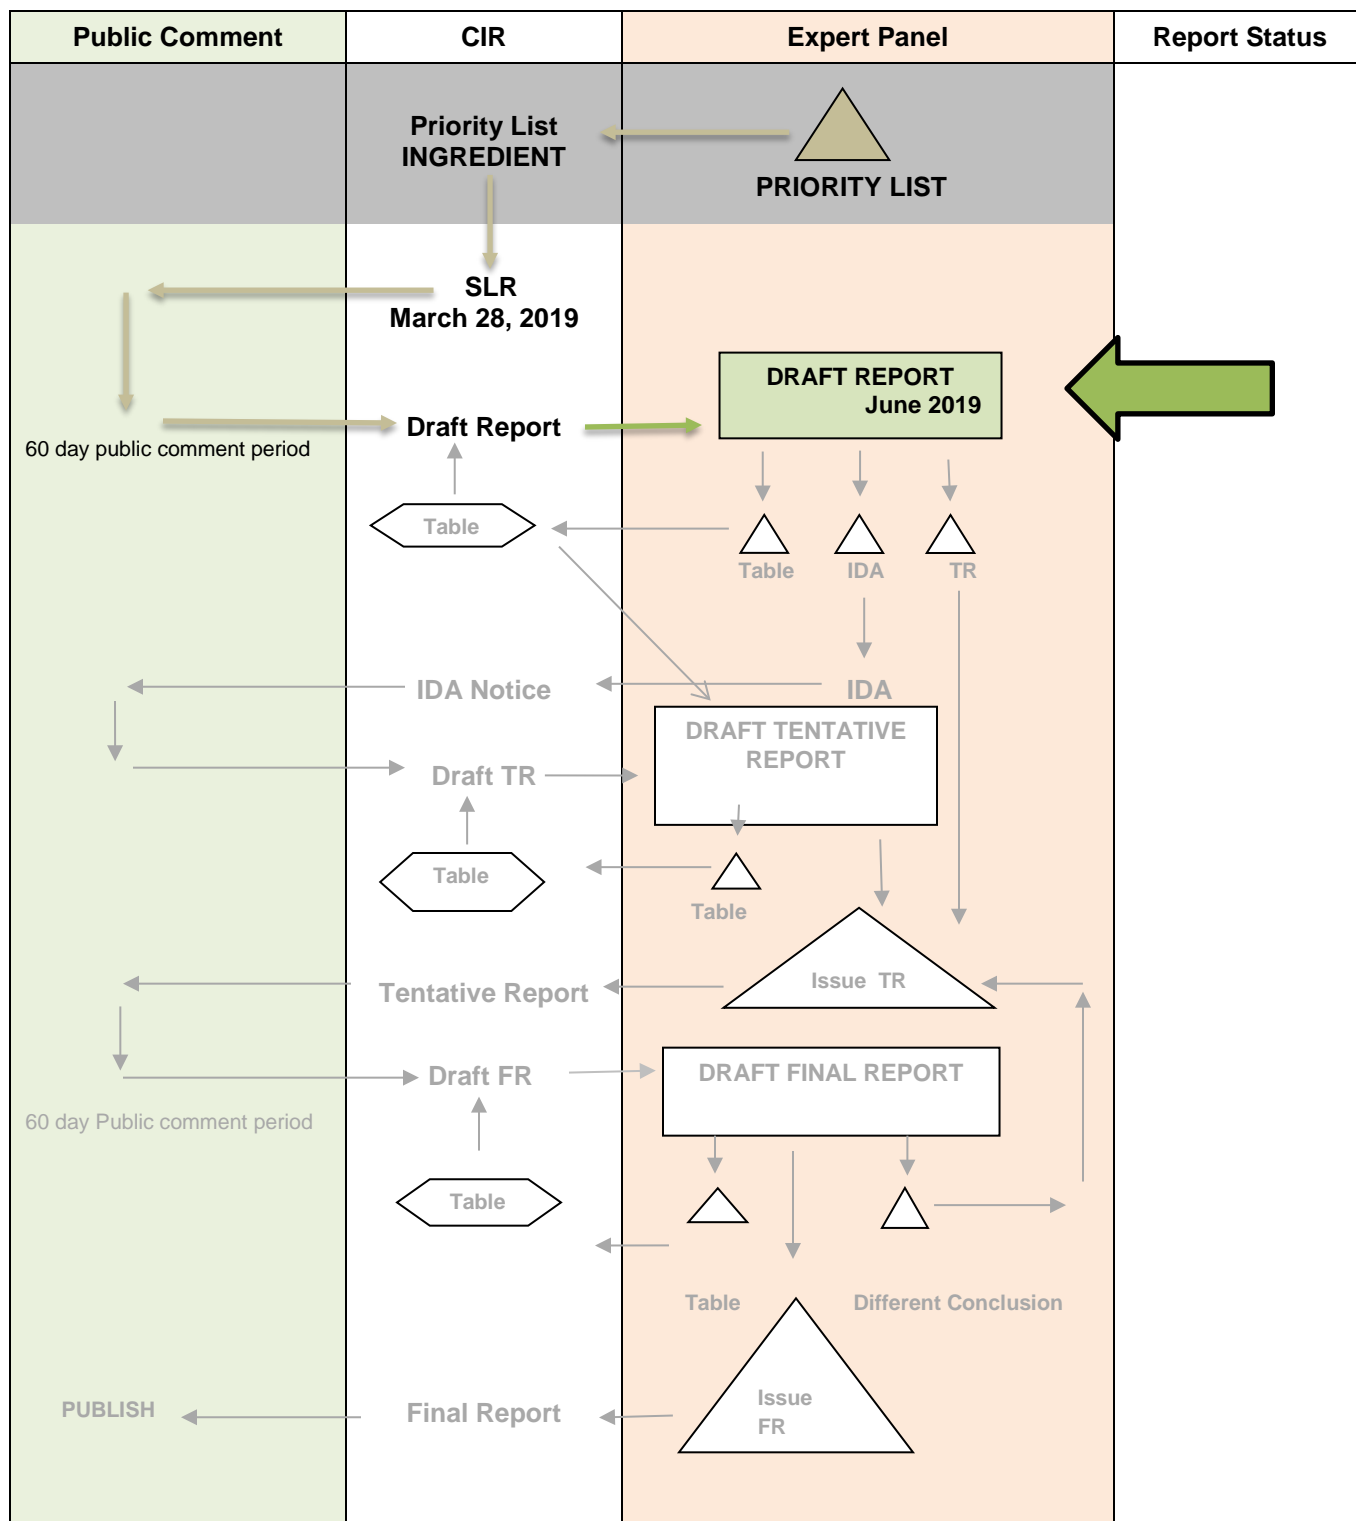 Public Comment
CIR
Expert Panel
Report Status
Priority List
INGREDIENT
PRIORITY LIST
SLR
March 28, 2019
DRAFT REPORT
June 2019
60 day public comment period
Draft Report
Table
Table
IDA
TR
IDA Notice
IDA
DRAFT TENTATIVE
REPORT
Draft TR
Table
Table
Issue TR
Tentative Report
Draft FR
DRAFT FINAL REPORT
60 day Public comment period
Table
Table
Different Conclusion
PUBLISH
Final Report
Issue
FR